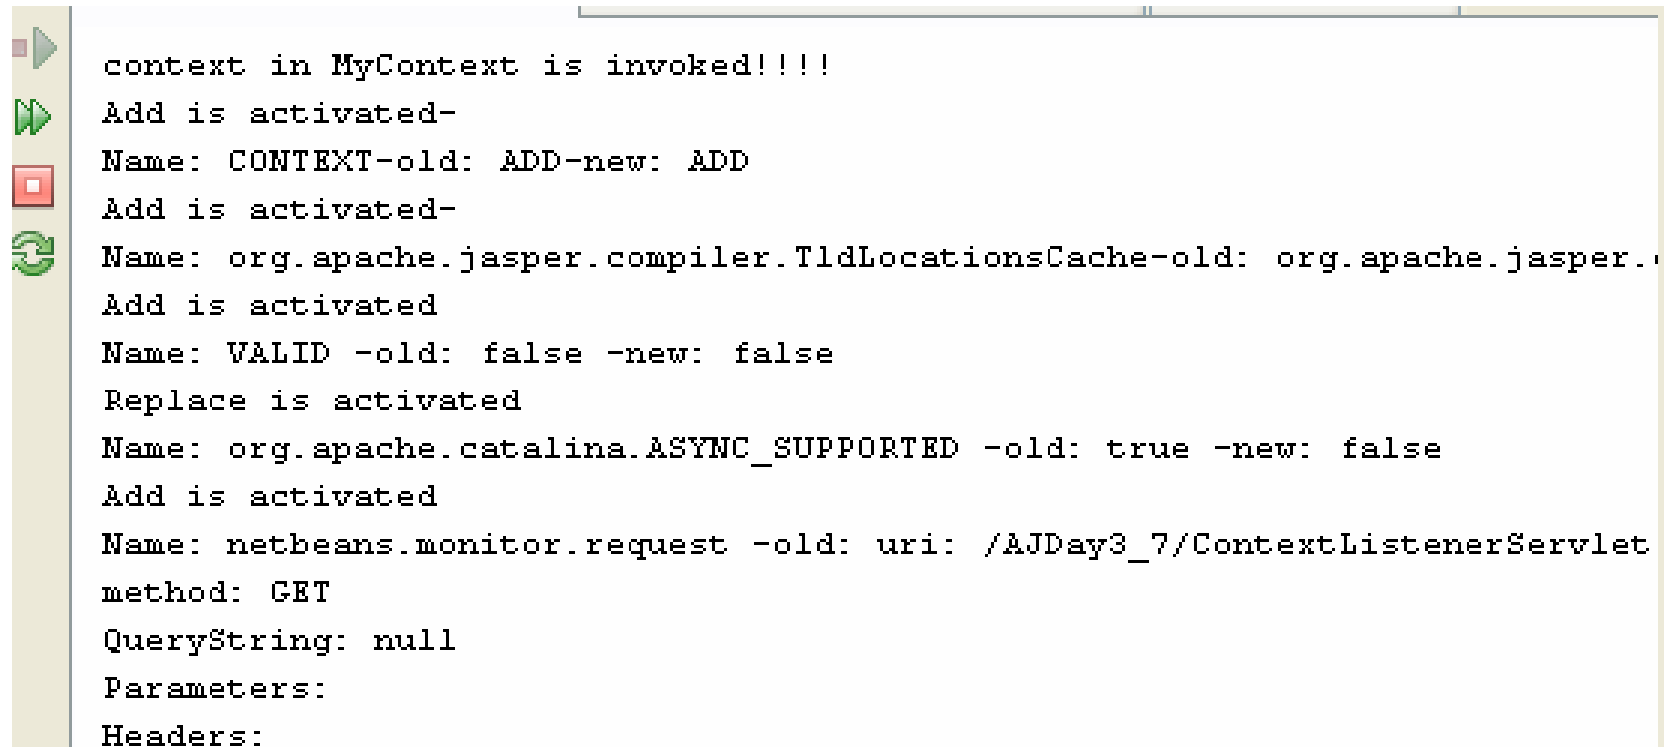 context in MyContext is invoked!!!!
Add is activated-
Name: CONTEXT-old: ADD-new: ADD
Add is activated-
Name: org.apache.jasper.compiler.TldLocationsCache-old: org.apache.jasper.
Add is activated
Name: VALID -old: false -new: false
Replace is activated
Name: org.apache.catalina.ASYNC_SUPPORTED -old: true -new: false
Add is activated
Name: netbeans.monitor.request -old: uri: /AJDay3_7/ContextListenerServlet
method: GET
QueryString: null
Parameters:
Headers: